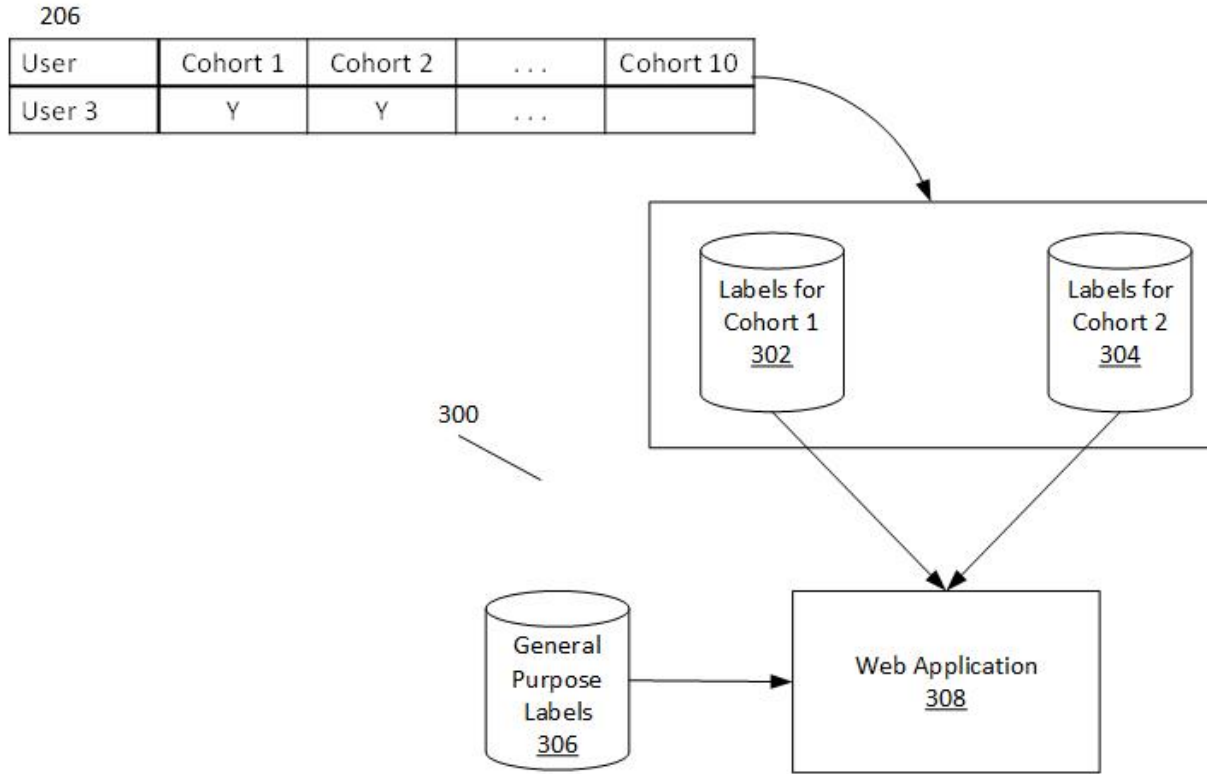 206
User Cohort 1 Cohort 2 . . . Cohort 10
User 3 Y Y . . .
Labels for
Cohort 1
302
Labels for
Cohort 2
304
300
General
Purpose
Labels
306
Web Application
308